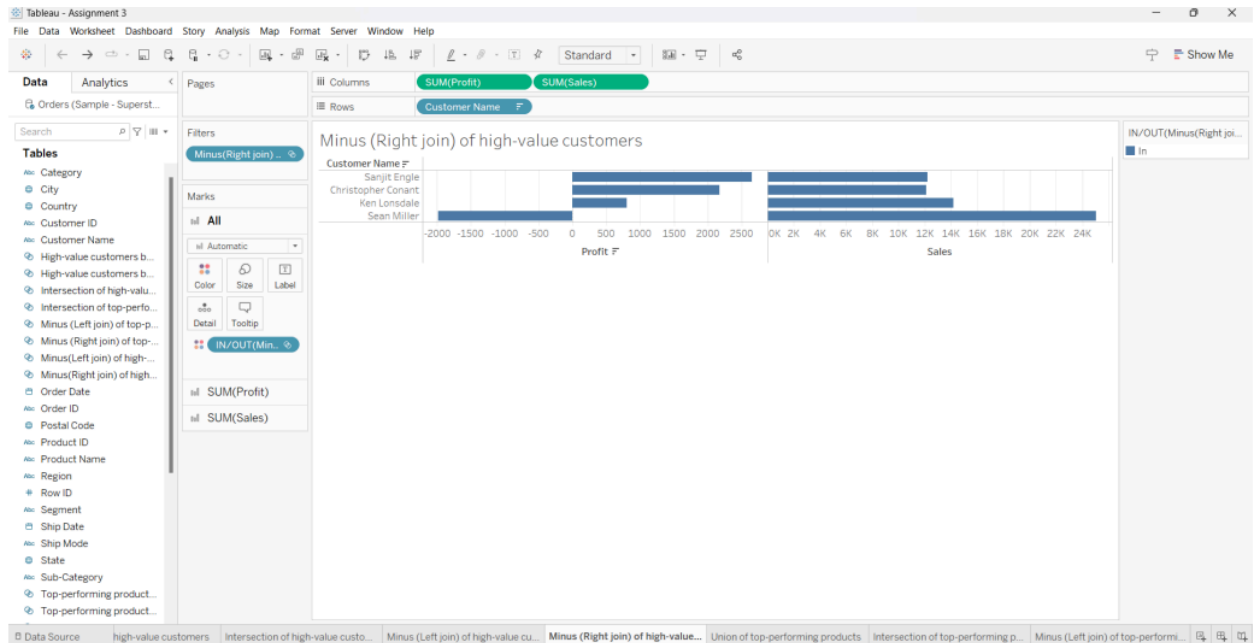 Tableau - Assignment 3
File Data Worksheet Dashboard Story Analysis Map Format Server Window Help
Standard
Show Me
Data Analytics
Orders (Sample - Superst...
Search
Tables
Category
City
Country
Customer ID
Customer Name
High-value customers b...
High-value customers b...
Intersection of high-valu...
Intersection of top-perfo...
Minus (Left join) of top-p...
Minus (Right join) of top-...
Minus(Left join) of high-...
Minus(Right join) of high...
Order Date
Order ID
Postal Code
Product ID
Product Name
Region
Row ID
Segment
Ship Date
Ship Mode
State
Sub-Category
Top-performing product...
Top-performing product...
Pages
Filters
Minus(Right join) ..
Marks
All
Automatic
Color Size Label
Detail Tooltip
IN/OUT(Min..
SUM(Profit)
SUM(Sales)
Columns SUM(Profit) SUM(Sales)
Rows Customer Name
Minus (Right join) of high-value customers
Customer Name
Sanjit Engle
Christopher Conant
Ken Lonsdale
Sean Miller
-2000 -1500 -1000 -500 0 500 1000 1500 2000 2500 0K 2K 4K 6K 8K 10K 12K 14K 16K 18K 20K 22K 24K
Profit Sales
IN/OUT(Minus(Right joi...
In
Data Source high-value customers Intersection of high-value custo... Minus (Left join) of high-value cu... Minus (Right join) of high-value... Union of top-performing products Intersection of top-performing p... Minus (Left join) of top-performi...